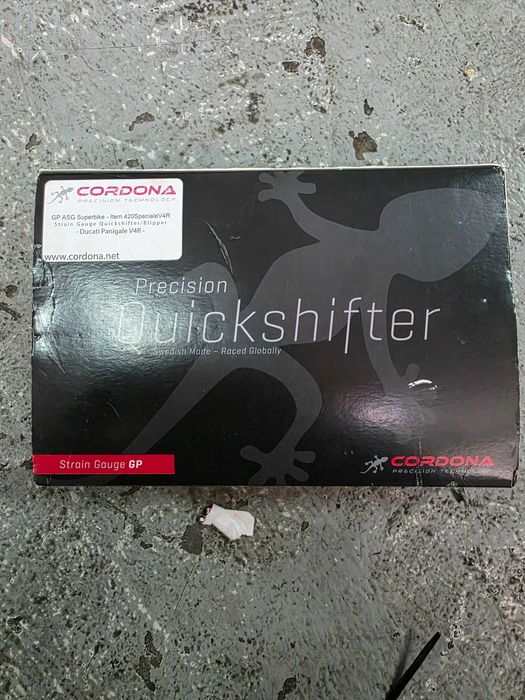 CORDONA
PRECISION TECHNOLOGY
GP ASG Superbike - Item 420SpecialeV4R
Strain Gauge Quickshifter/Blipper
- Ducati Panigale V4R -
www.cordona.net
Precision
Quickshifter
Swedish Made – Raced Globally
Strain Gauge GP
CORDONA
PRECISION TECHNOLOGY